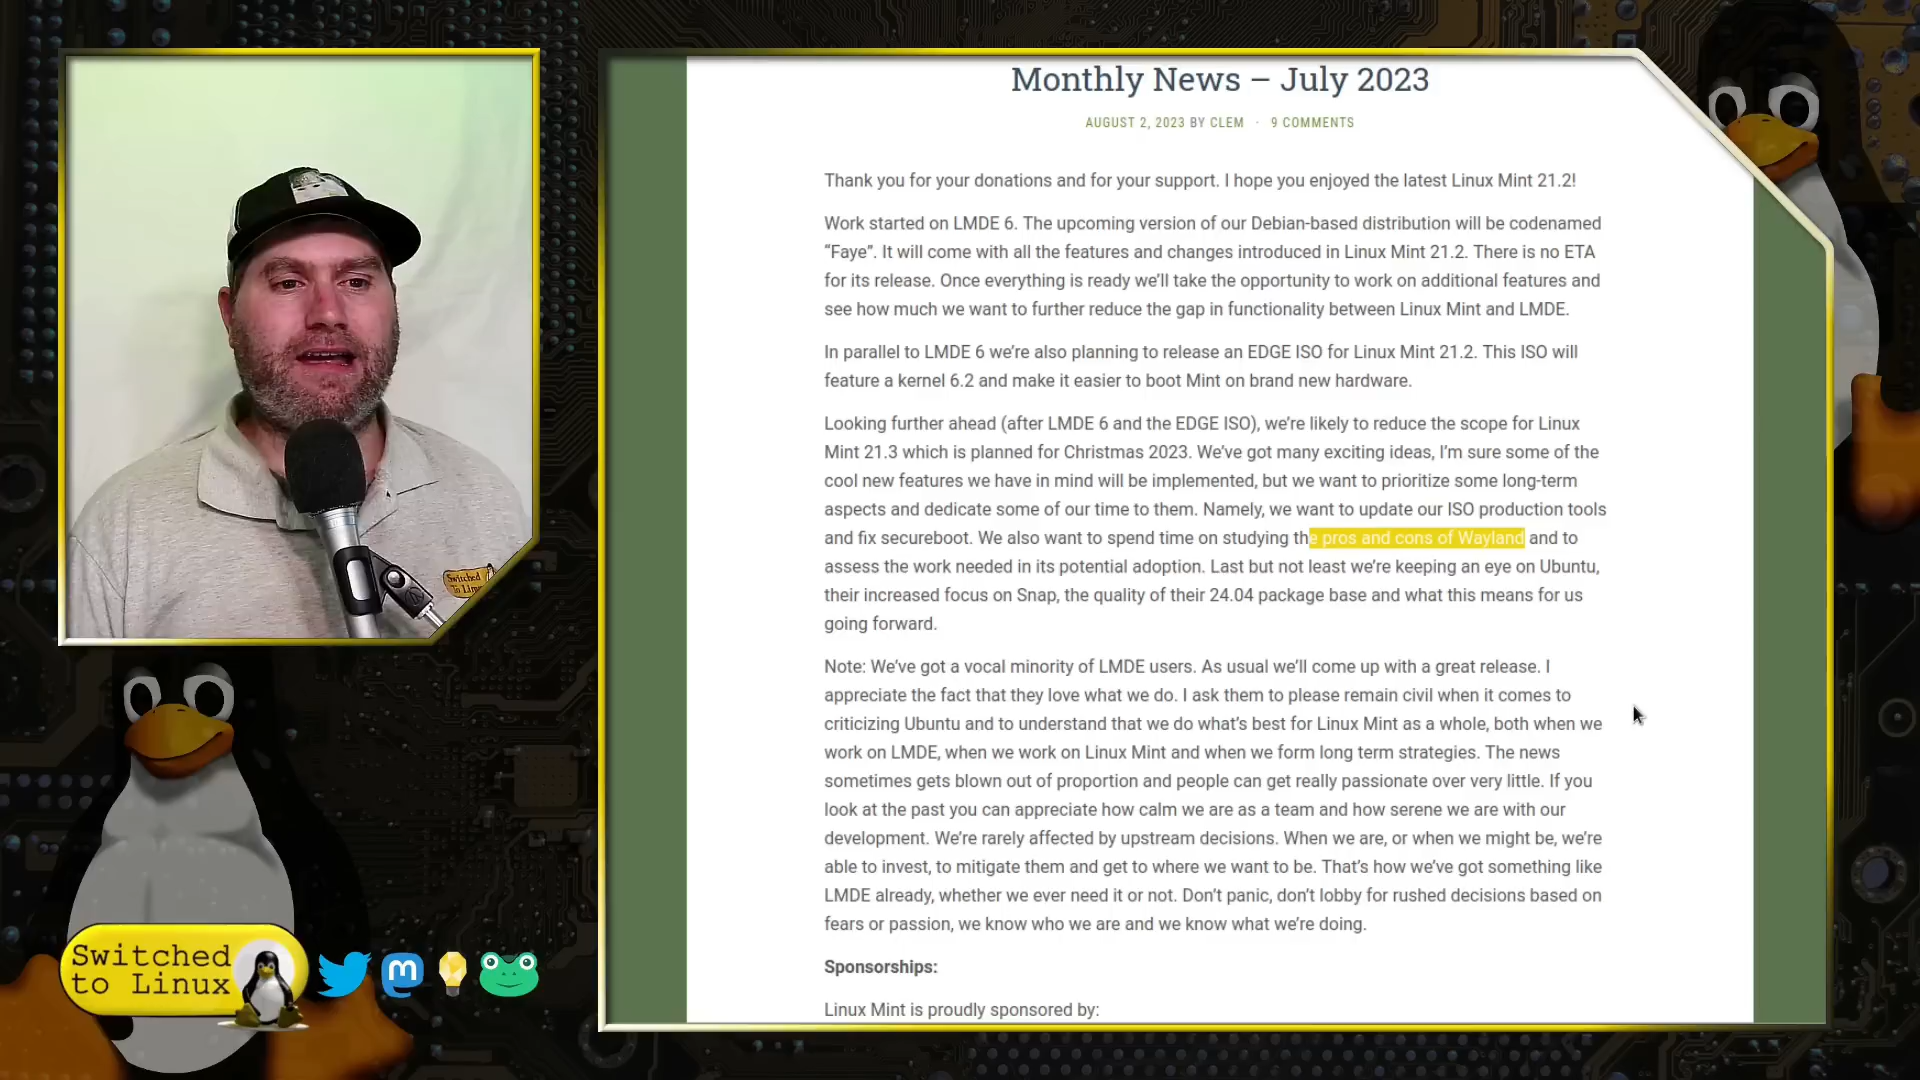 Monthly News – July 2023
AUGUST 2, 2023 BY CLEM · 9 COMMENTS
Thank you for your donations and for your support. I hope you enjoyed the latest Linux Mint 21.2!
Work started on LMDE 6. The upcoming version of our Debian-based distribution will be codenamed
“Faye”. It will come with all the features and changes introduced in Linux Mint 21.2. There is no ETA
for its release. Once everything is ready we’ll take the opportunity to work on additional features and
see how much we want to further reduce the gap in functionality between Linux Mint and LMDE.
In parallel to LMDE 6 we’re also planning to release an EDGE ISO for Linux Mint 21.2. This ISO will
feature a kernel 6.2 and make it easier to boot Mint on brand new hardware.
Looking further ahead (after LMDE 6 and the EDGE ISO), we’re likely to reduce the scope for Linux
Mint 21.3 which is planned for Christmas 2023. We’ve got many exciting ideas, I’m sure some of the
cool new features we have in mind will be implemented, but we want to prioritize some long-term
aspects and dedicate some of our time to them. Namely, we want to update our ISO production tools
and fix secureboot. We also want to spend time on studying the pros and cons of Wayland and to
assess the work needed in its potential adoption. Last but not least we’re keeping an eye on Ubuntu,
their increased focus on Snap, the quality of their 24.04 package base and what this means for us
going forward.
Note: We’ve got a vocal minority of LMDE users. As usual we’ll come up with a great release. I
appreciate the fact that they love what we do. I ask them to please remain civil when it comes to
criticizing Ubuntu and to understand that we do what’s best for Linux Mint as a whole, both when we
work on LMDE, when we work on Linux Mint and when we form long term strategies. The news
sometimes gets blown out of proportion and people can get really passionate over very little. If you
look at the past you can appreciate how calm we are as a team and how serene we are with our
development. We’re rarely affected by upstream decisions. When we are, or when we might be, we’re
able to invest, to mitigate them and get to where we want to be. That’s how we’ve got something like
LMDE already, whether we ever need it or not. Don’t panic, don’t lobby for rushed decisions based on
fears or passion, we know who we are and we know what we’re doing.
Sponsorships:
Linux Mint is proudly sponsored by:
Switched
To Linu
Switched
to Linux
m